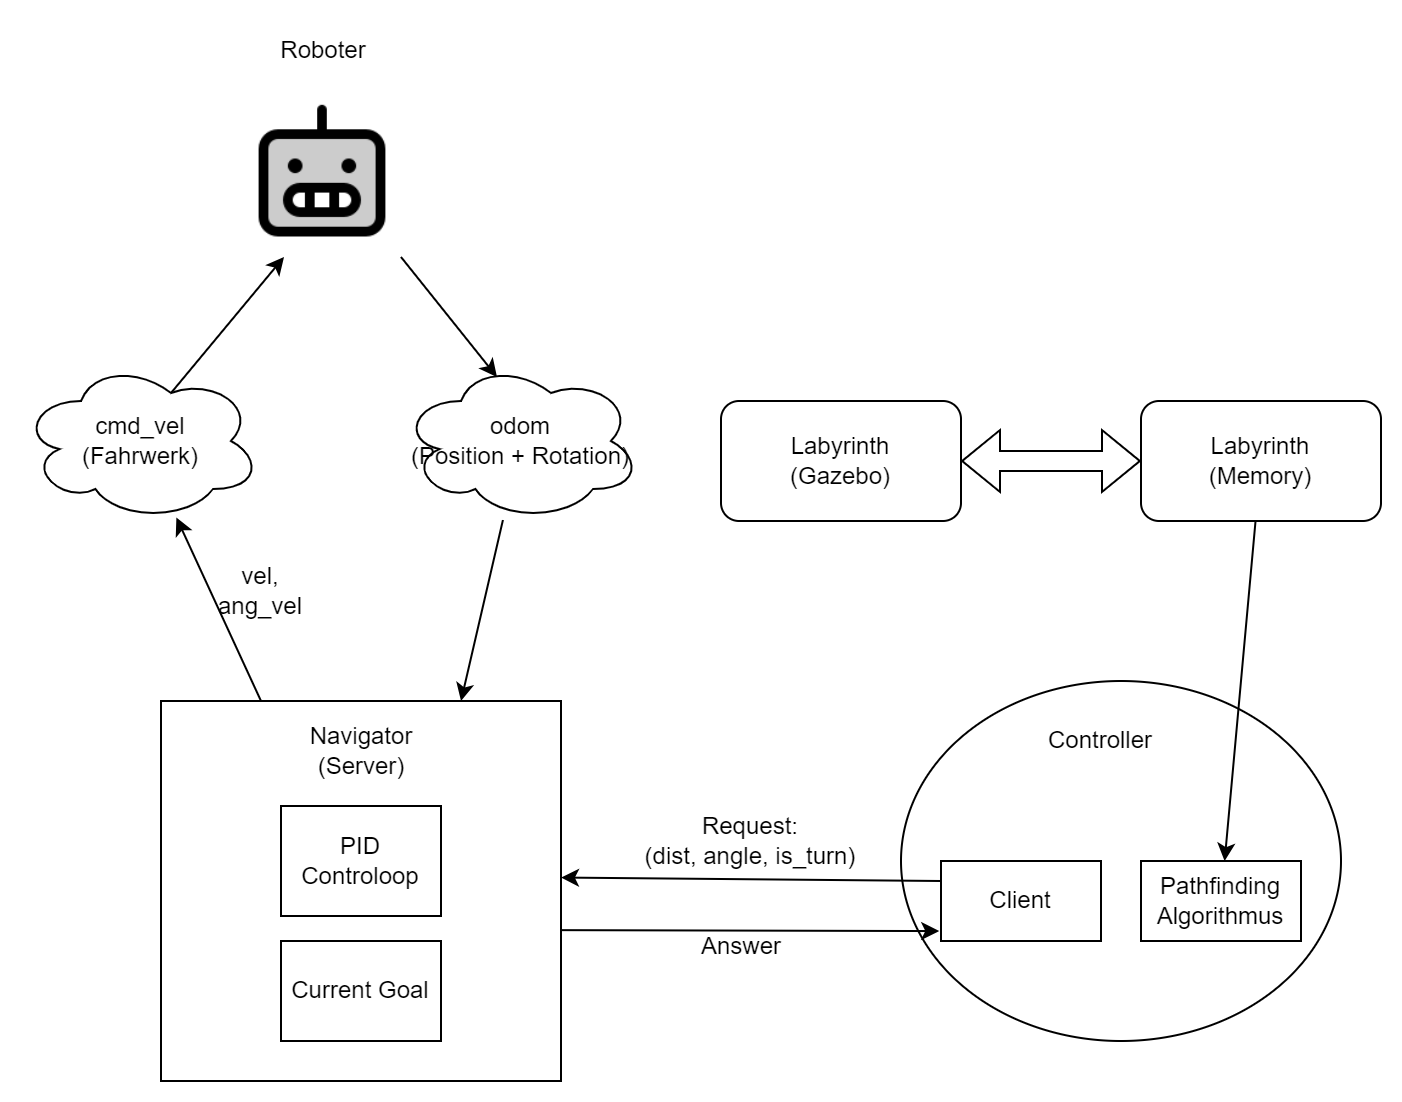 Roboter
cmd_vel
(Fahrwerk)
odom
(Position + Rotation)
Labyrinth
(Gazebo)
Labyrinth
(Memory)
vel,
ang_vel
Navigator
(Server)
PID
Controloop
Current Goal
Request:
(dist, angle, is_turn)
Answer
Controller
Client
Pathfinding
Algorithmus